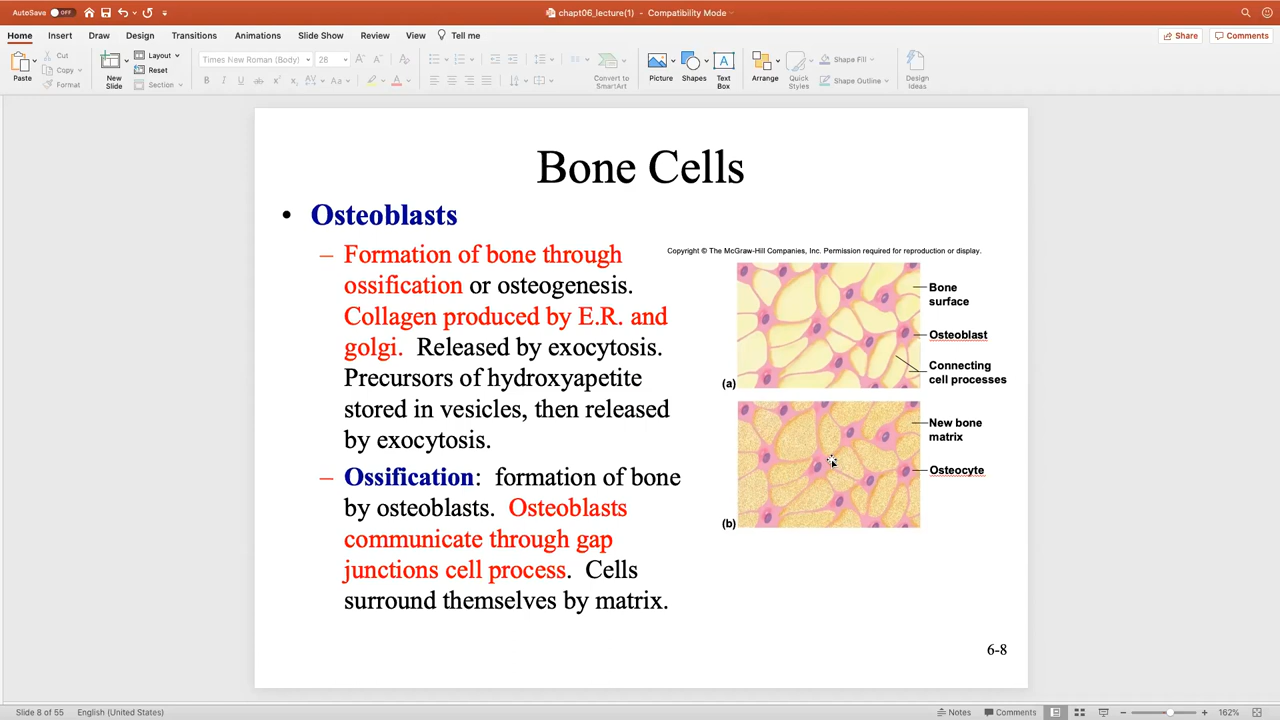 AutoSave OFF
chapt06_lecture(1) - Compatibility Mode
Home Insert Draw Design Transitions Animations Slide Show Review View Tell me
Share Comments
Paste
Cut
Copy
Format
New
Slide
Layout
Reset
Section
Times New Roman (Body) 28
Convert to
SmartArt
Picture
Shapes
Text
Box
Arrange
Quick
Styles
Shape Fill
Shape Outline
Design
Ideas
Bone Cells
• Osteoblasts
– Formation of bone through
ossification or osteogenesis.
Collagen produced by E.R. and
golgi. Released by exocytosis.
Precursors of hydroxyapetite
stored in vesicles, then released
by exocytosis.
– Ossification: formation of bone
by osteoblasts. Osteoblasts
communicate through gap
junctions cell process. Cells
surround themselves by matrix.
Copyright © The McGraw-Hill Companies, Inc. Permission required for reproduction or display.
Bone
surface
Osteoblast
Connecting
cell processes
(a)
New bone
matrix
Osteocyte
(b)
6-8
Slide 8 of 55 English (United States)
Notes Comments 162%